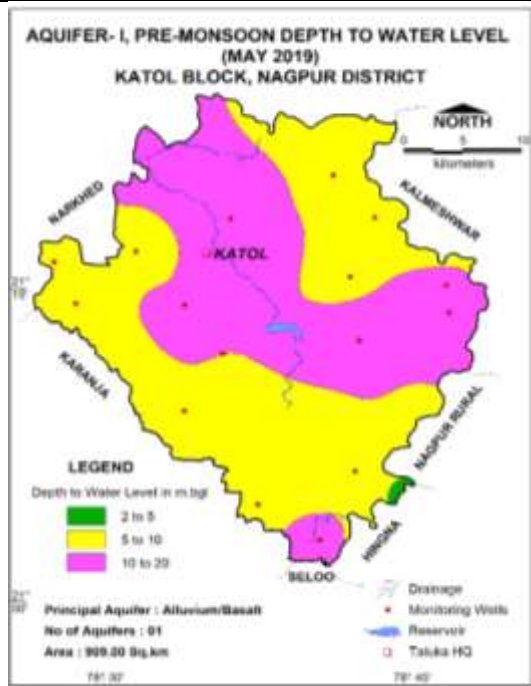 AQUIFER- I, PRE-MONSOON DEPTH TO WATER LEVEL
(MAY 2019)
KATOL BLOCK, NAGPUR DISTRICT
NORTH
0 5 10
kilometers
NARKHED
KALMESHWAR
KATOL
21°
10'
KARANJA
NAGPUR RURAL
LEGEND
Depth to Water Level in m.bgl
2 to 5
5 to 10
10 to 20
HINGNA
SELOO
21°
00'
Drainage
Principal Aquifer : Alluvium/Basalt
Monitoring Wells
No of Aquifers : 01
Reservoir
Area : 909.00 Sq.km
Taluka HQ
78° 30'
78° 40'